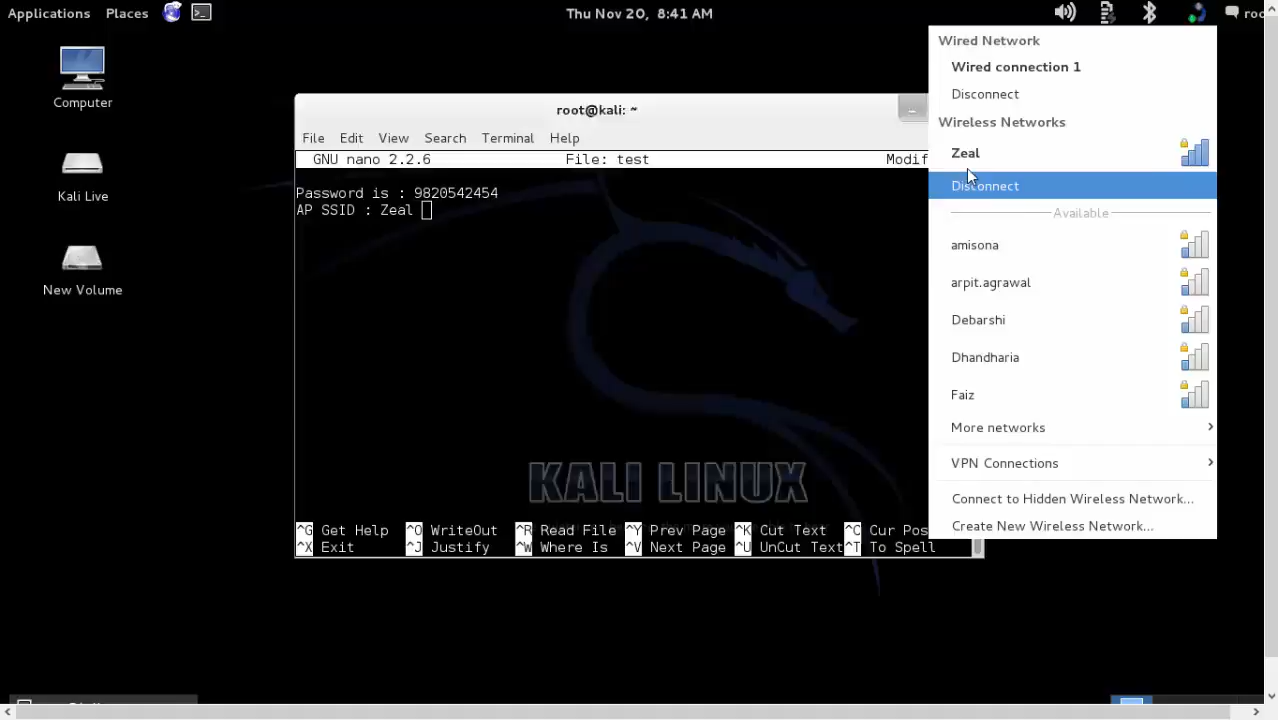 Applications Places Thu Nov 20, 8:41 AM
Computer
Kali Live
New Volume
root@kali: ~
File Edit View Search Terminal Help
GNU nano 2.2.6 File: test Modif
Password is : 9820542454
AP SSID : Zeal
KALI LINUX
^G Get Help ^O WriteOut ^R Read File ^Y Prev Page ^K Cut Text ^C Cur Pos
^X Exit ^J Justify ^W Where Is ^V Next Page ^U UnCut Text ^T To Spell
Wired Network
Wired connection 1
Disconnect
Wireless Networks
Zeal
Disconnect
Available
amisona
arpit.agrawal
Debarshi
Dhandharia
Faiz
More networks
VPN Connections
Connect to Hidden Wireless Network...
Create New Wireless Network...